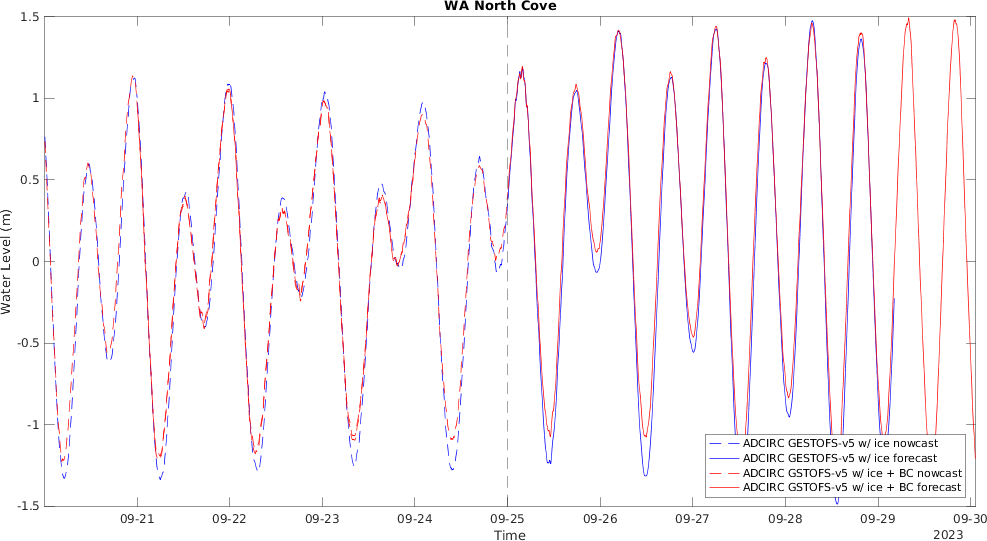 WA North Cove
1.5
1
0.5
0
-0.5
-1
-1.5
Water Level (m)
ADCIRC GESTOFS-v5 w/ ice nowcast
ADCIRC GESTOFS-v5 w/ ice forecast
ADCIRC GSTOFS-v5 w/ ice + BC nowcast
ADCIRC GSTOFS-v5 w/ ice + BC forecast
09-21 09-22 09-23 09-24 09-25 09-26 09-27 09-28 09-29 09-30
Time 2023